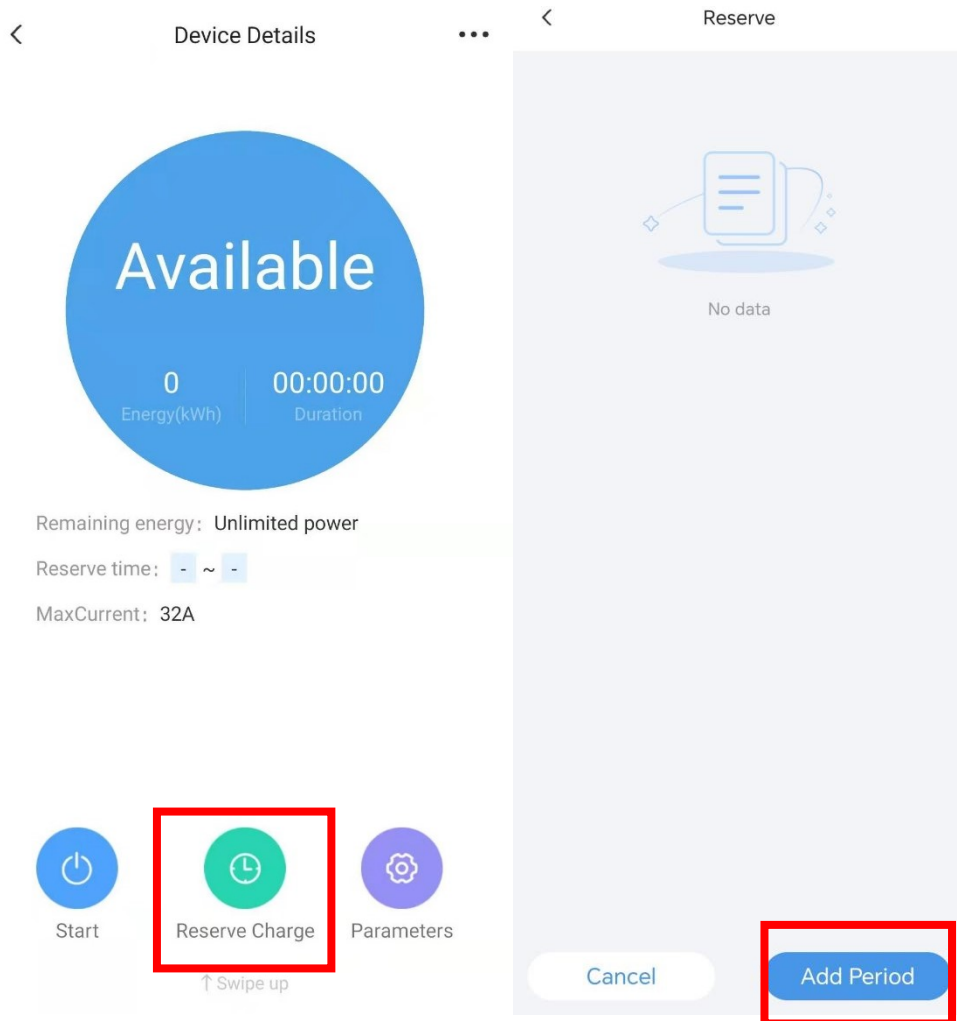 Device Details
Available
0
00:00:00
Energy(kWh)
Duration
Remaining energy: Unlimited power
Reserve time: - ~ -
MaxCurrent: 32A
Start
Reserve Charge
Parameters
↑ Swipe up
Reserve
No data
Cancel
Add Period